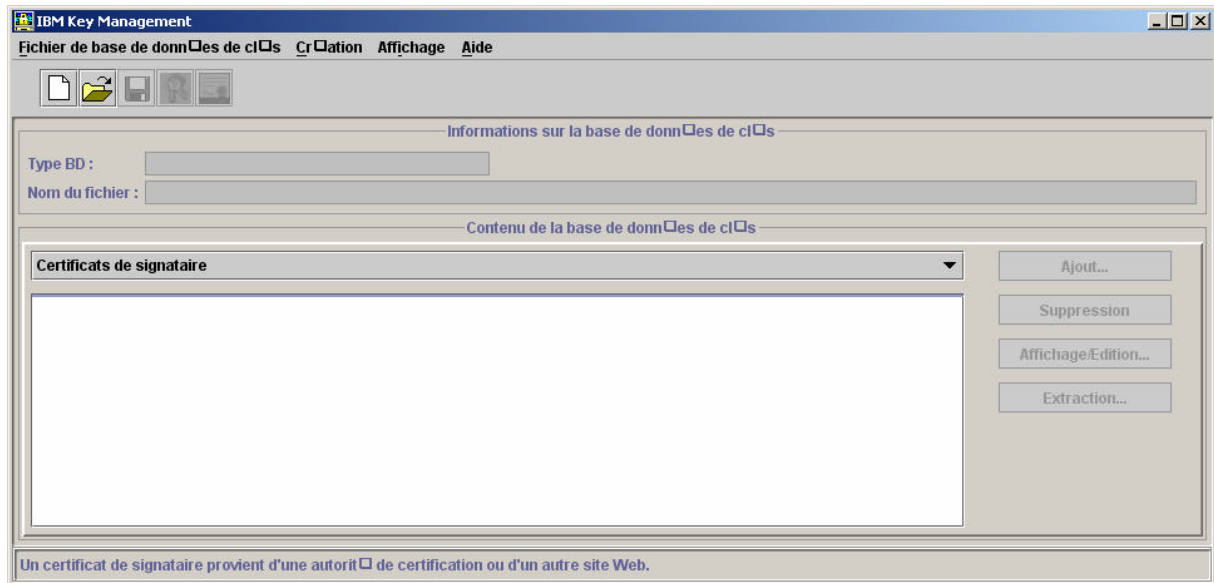 IBM Key Management
Fichier de base de donn□es de cl□s Cr□ation Affichage Aide
Informations sur la base de donn□es de cl□s
Type BD :
Nom du fichier :
Contenu de la base de donn□es de cl□s
Certificats de signataire
Ajout...
Suppression
Affichage/Edition...
Extraction...
Un certificat de signataire provient d'une autorit□ de certification ou d'un autre site Web.